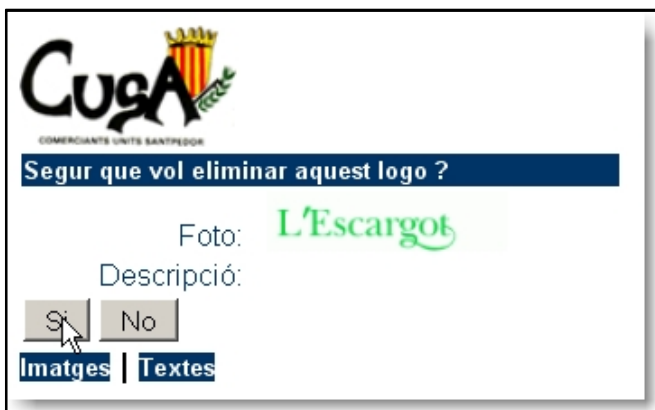 CUSA
COMERCIANTS UNITS SANTPEDOR
Segur que vol eliminar aquest logo ?
Foto: L'Escargot
Descripció:
Si No
Imatges | Textes